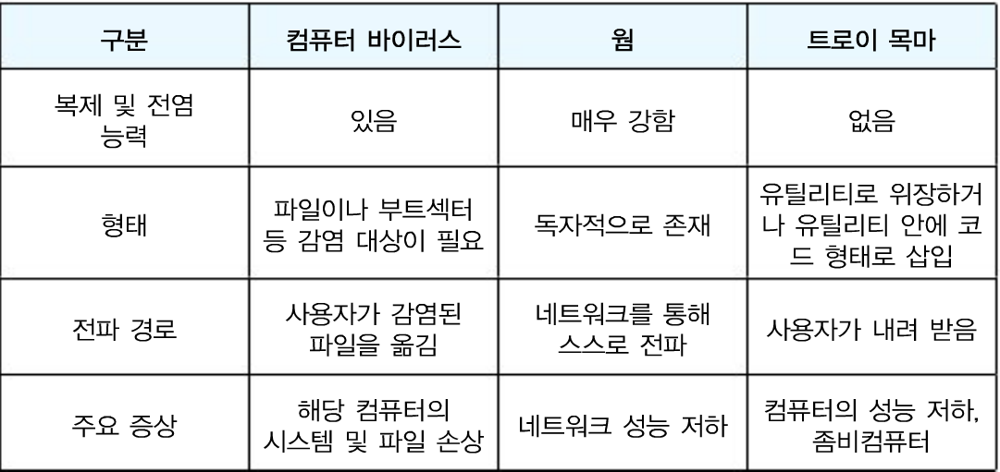 구분 컴퓨터 바이러스 웜 트로이 목마
복제 및 전염
능력
있음
매우 강함
없음
형태
파일이나 부트섹터
등 감염 대상이 필요
독자적으로 존재
유틸리티로 위장하거
나 유틸리티 안에 코
드 형태로 삽입
전파 경로
사용자가 감염된
파일을 옮김
네트워크를 통해
스스로 전파
사용자가 내려 받음
주요 증상
해당 컴퓨터의
시스템 및 파일 손상
네트워크 성능 저하
컴퓨터의 성능 저하,
좀비컴퓨터